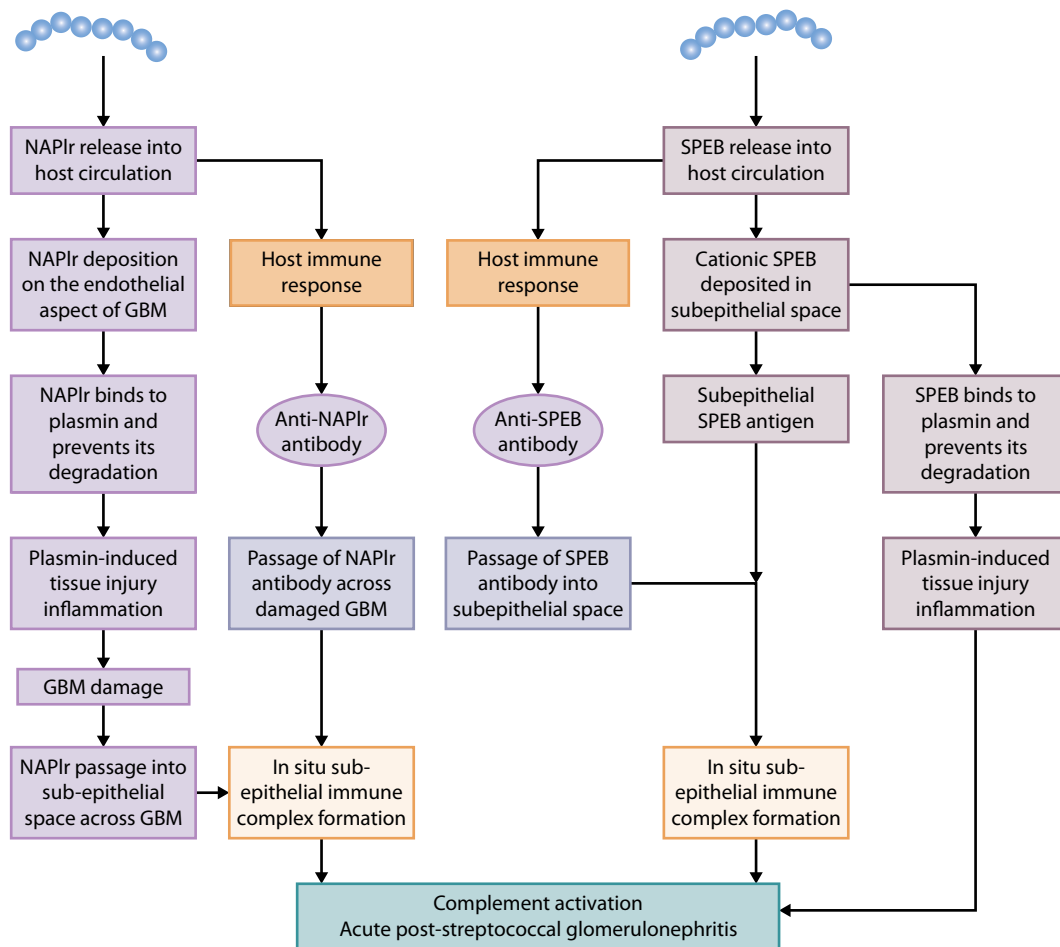 NAPlr release into
host circulation
SPEB release into
host circulation
NAPlr deposition
on the endothelial
aspect of GBM
Host immune
response
Host immune
response
Cationic SPEB
deposited in
subepithelial space
NAPlr binds to
plasmin and
prevents its
degradation
Anti-NAPlr
antibody
Anti-SPEB
antibody
Subepithelial
SPEB antigen
SPEB binds to
plasmin and
prevents its
degradation
Plasmin-induced
tissue injury
inflammation
Passage of NAPlr
antibody across
damaged GBM
Passage of SPEB
antibody into
subepithelial space
Plasmin-induced
tissue injury
inflammation
GBM damage
NAPlr passage into
sub-epithelial
space across GBM
In situ sub-
epithelial immune
complex formation
In situ sub-
epithelial immune
complex formation
Complement activation
Acute post-streptococcal glomerulonephritis